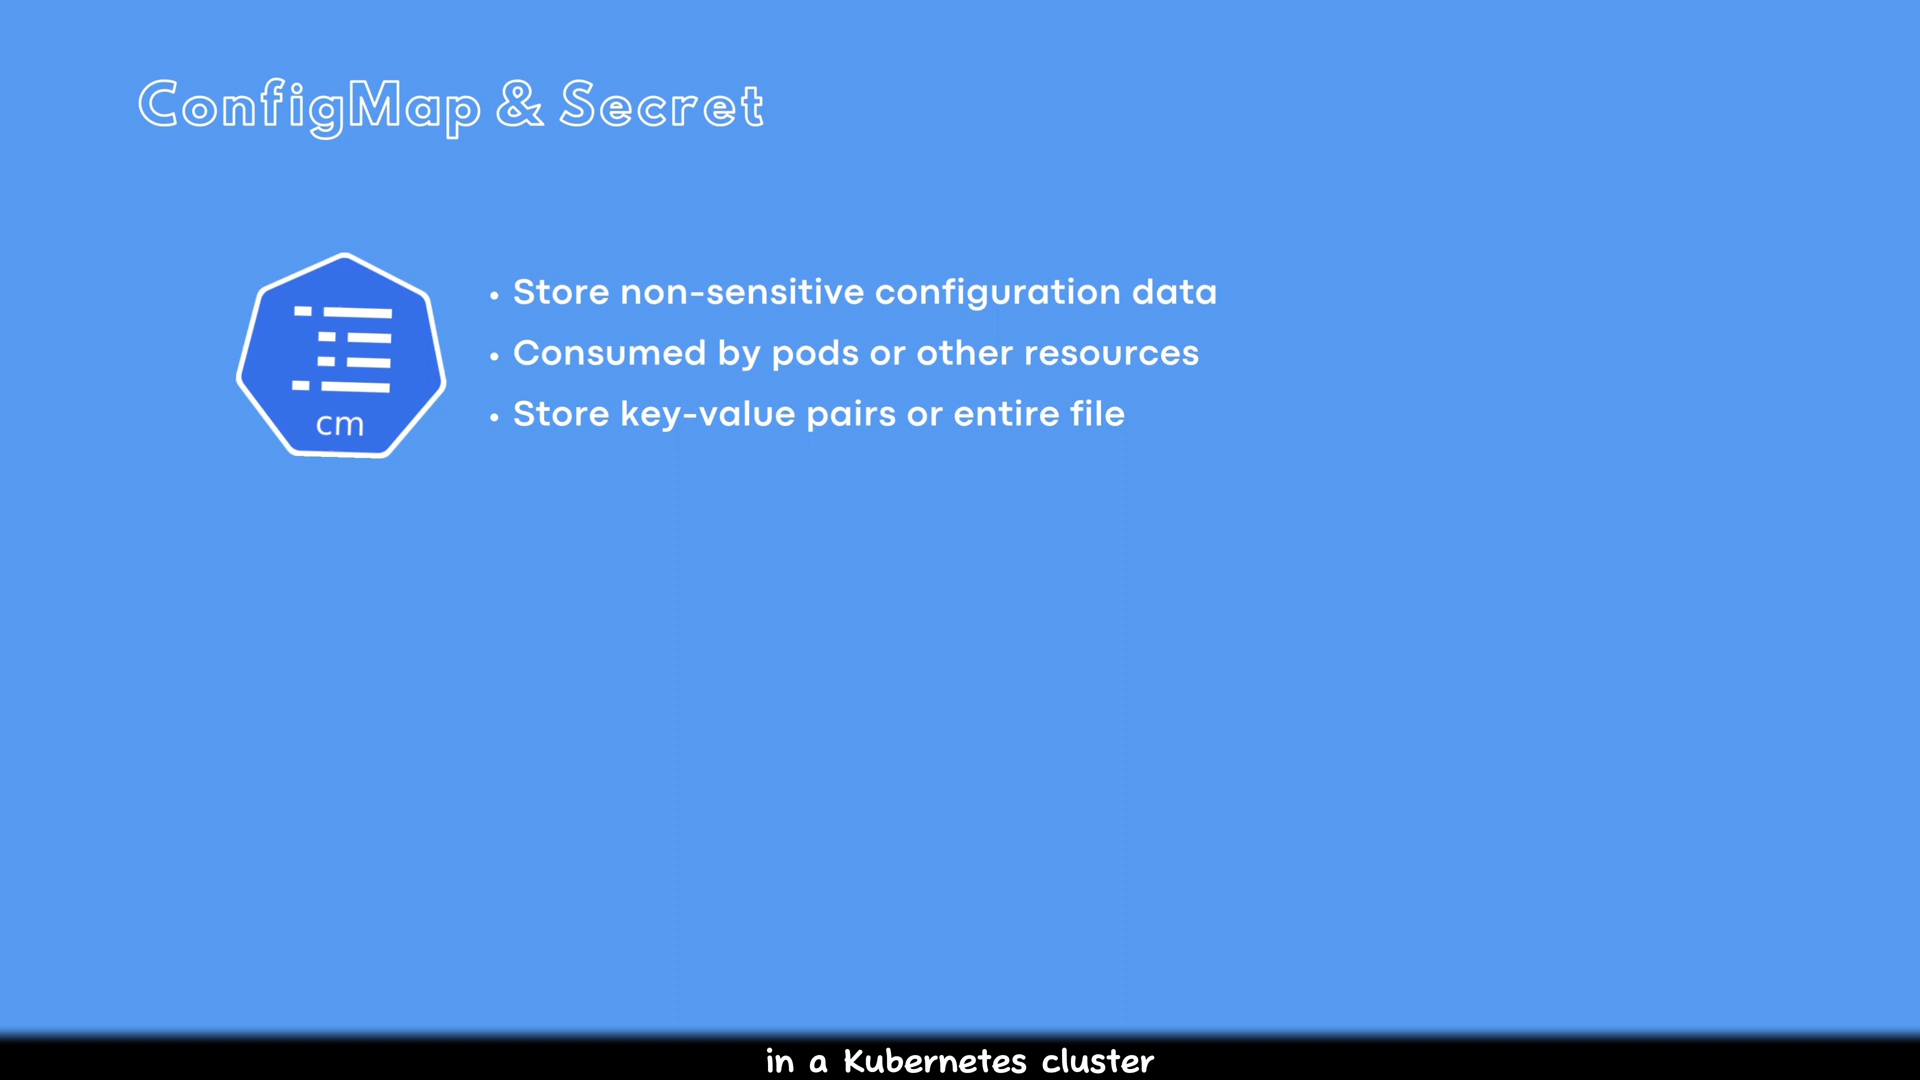 ConfigMap & Secret
• Store non-sensitive configuration data
• Consumed by pods or other resources
• Store key-value pairs or entire file
cm
in a Kubernetes cluster